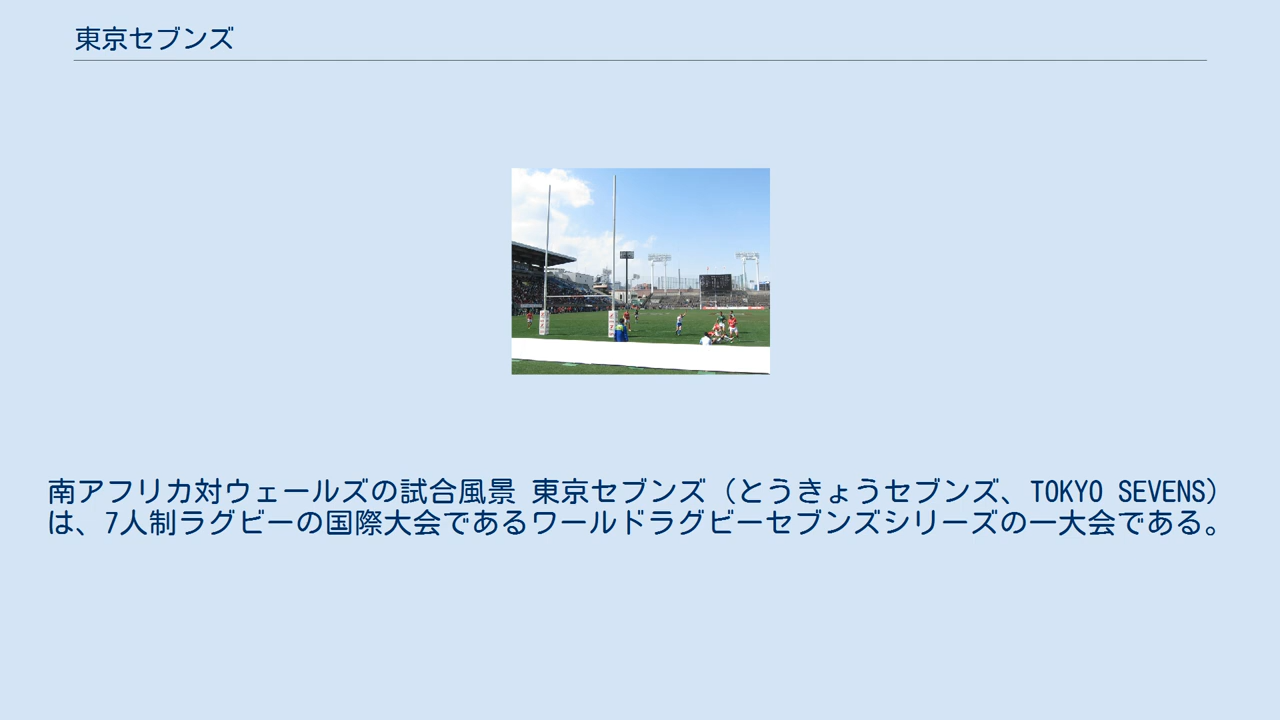 東京セブンズ
南アフリカ対ウェールズの試合風景 東京セブンズ（とうきょうセブンズ、TOKYO SEVENS）
は、7人制ラグビーの国際大会であるワールドラグビーセブンズシリーズの一大会である。